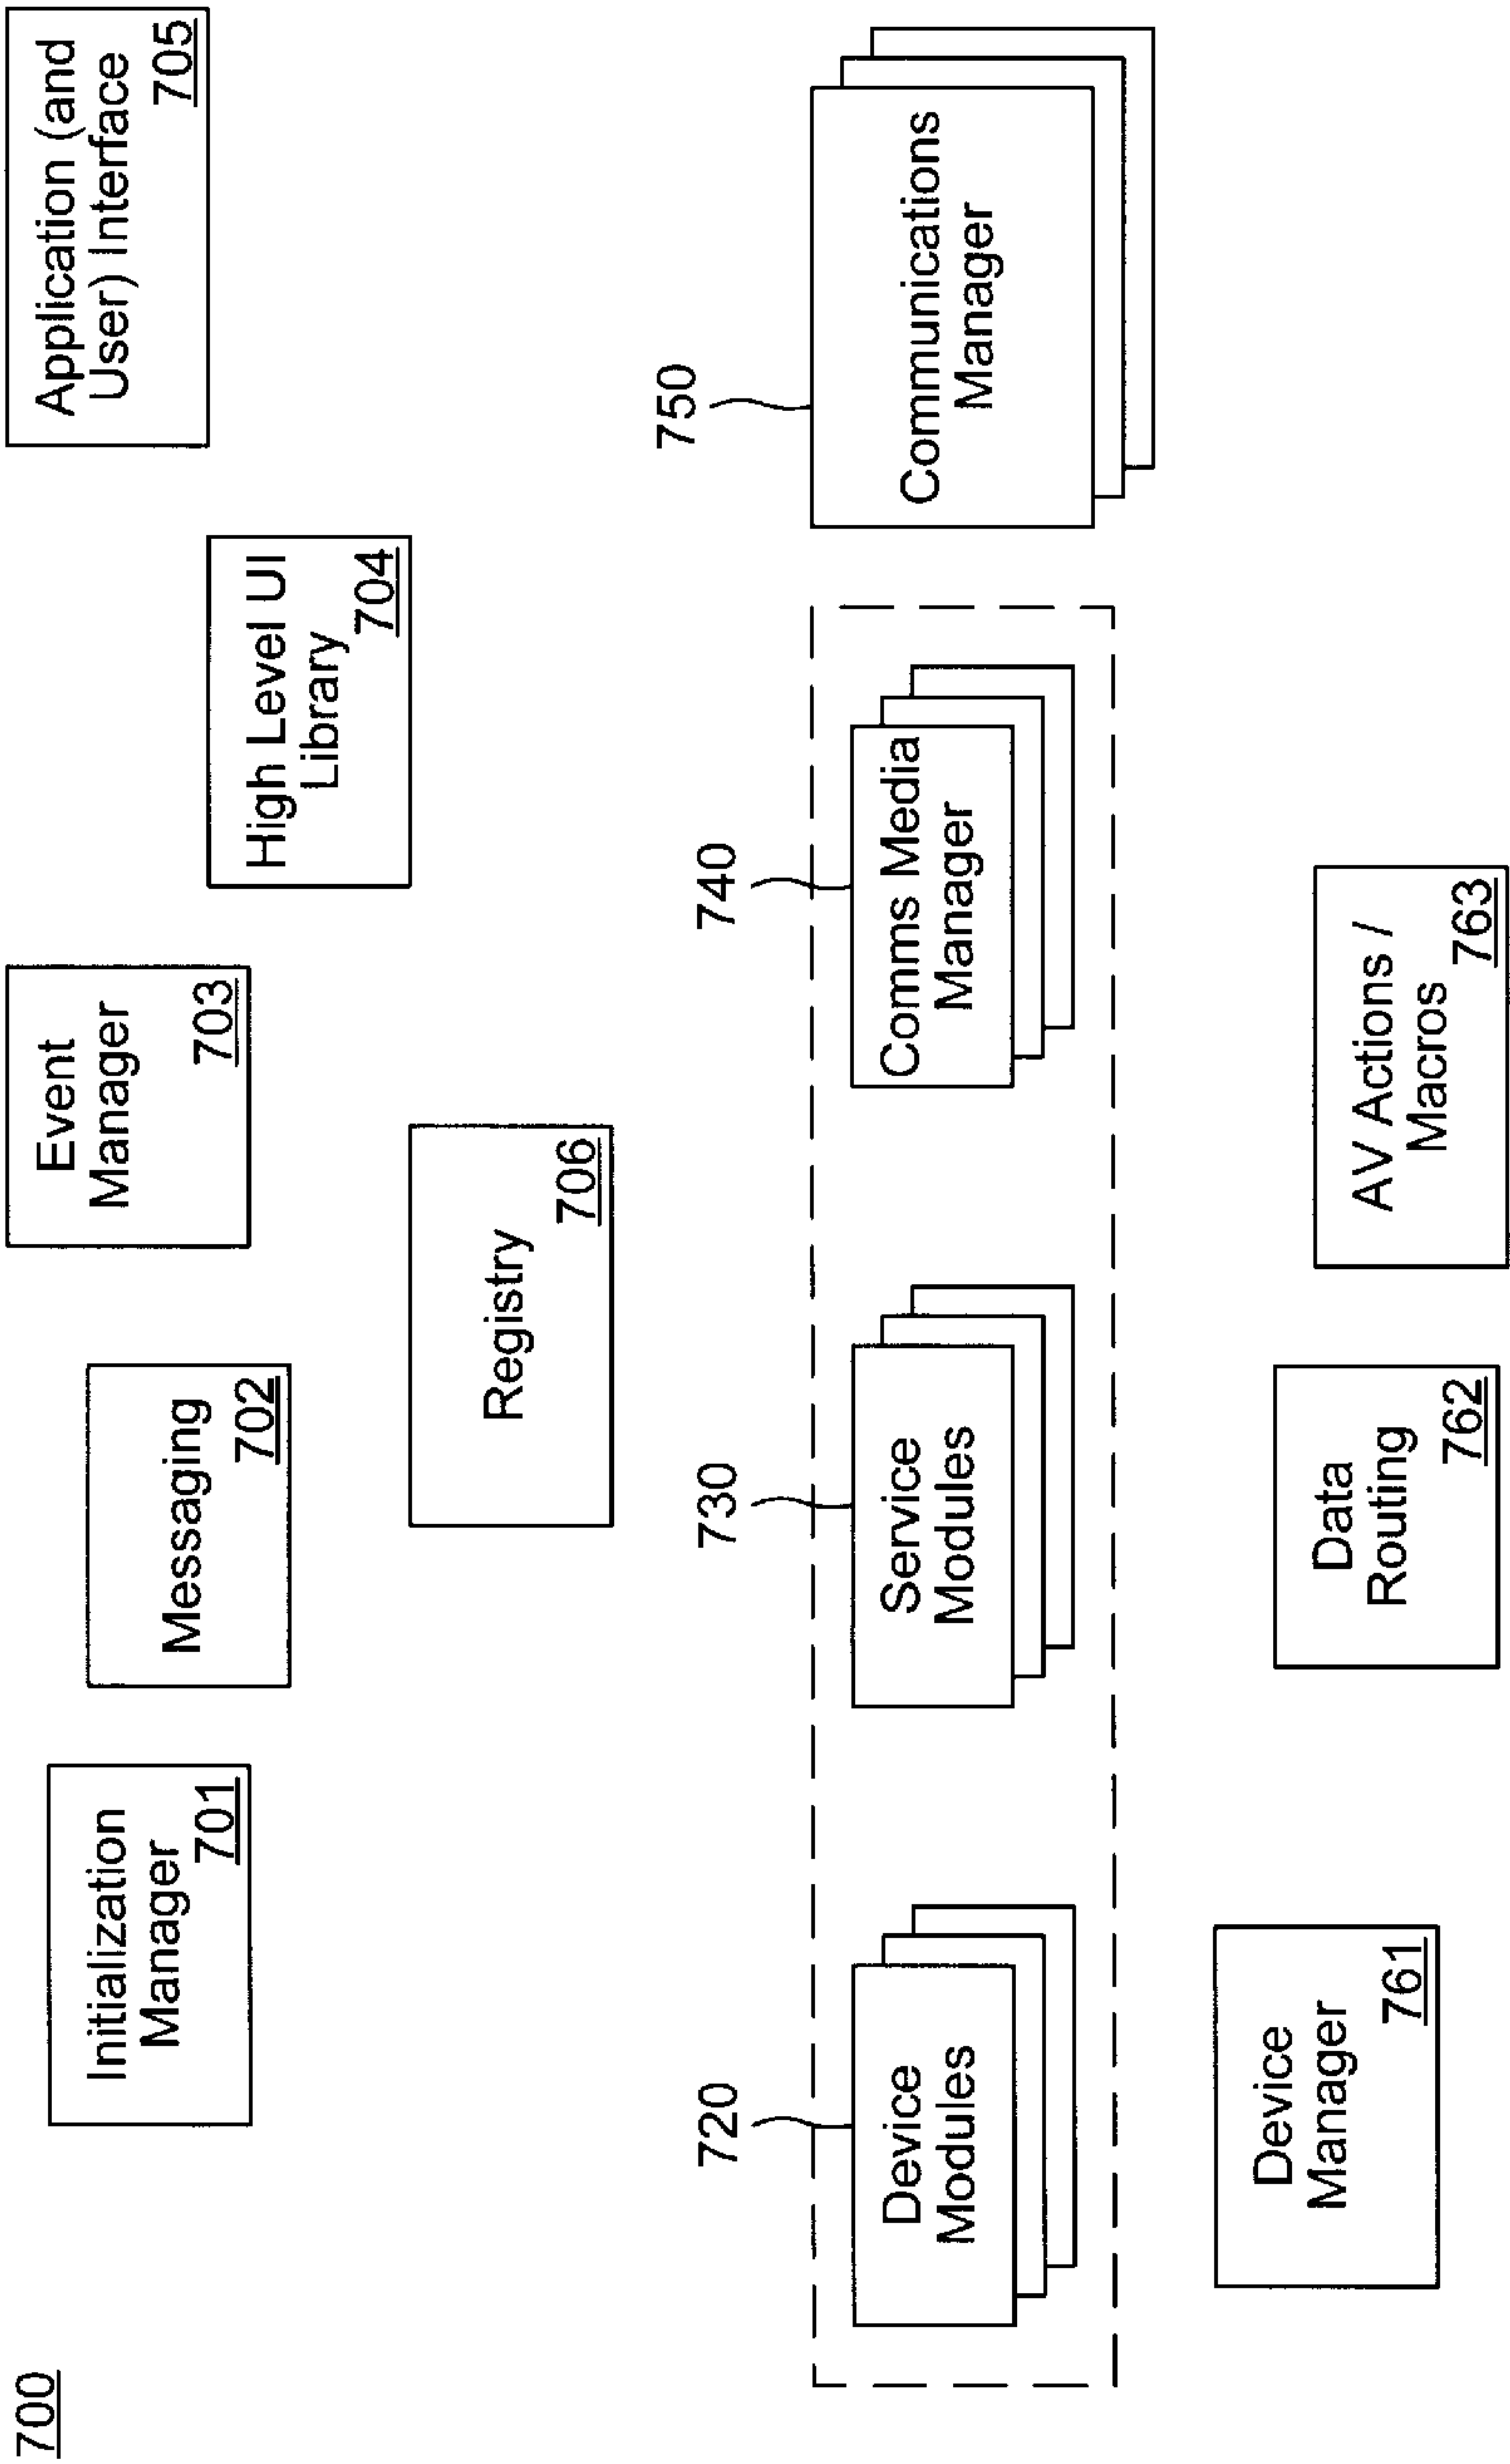 700
Initialization
Manager
701
Messaging
702
Event
Manager
703
High Level UI
Library
704
Application (and
User) Interface
705
Registry
706
720
Device
Modules
730
Service
Modules
740
Comms Media
Manager
750
Communications
Manager
Device
Manager
761
Data
Routing
762
AV Actions /
Macros
763